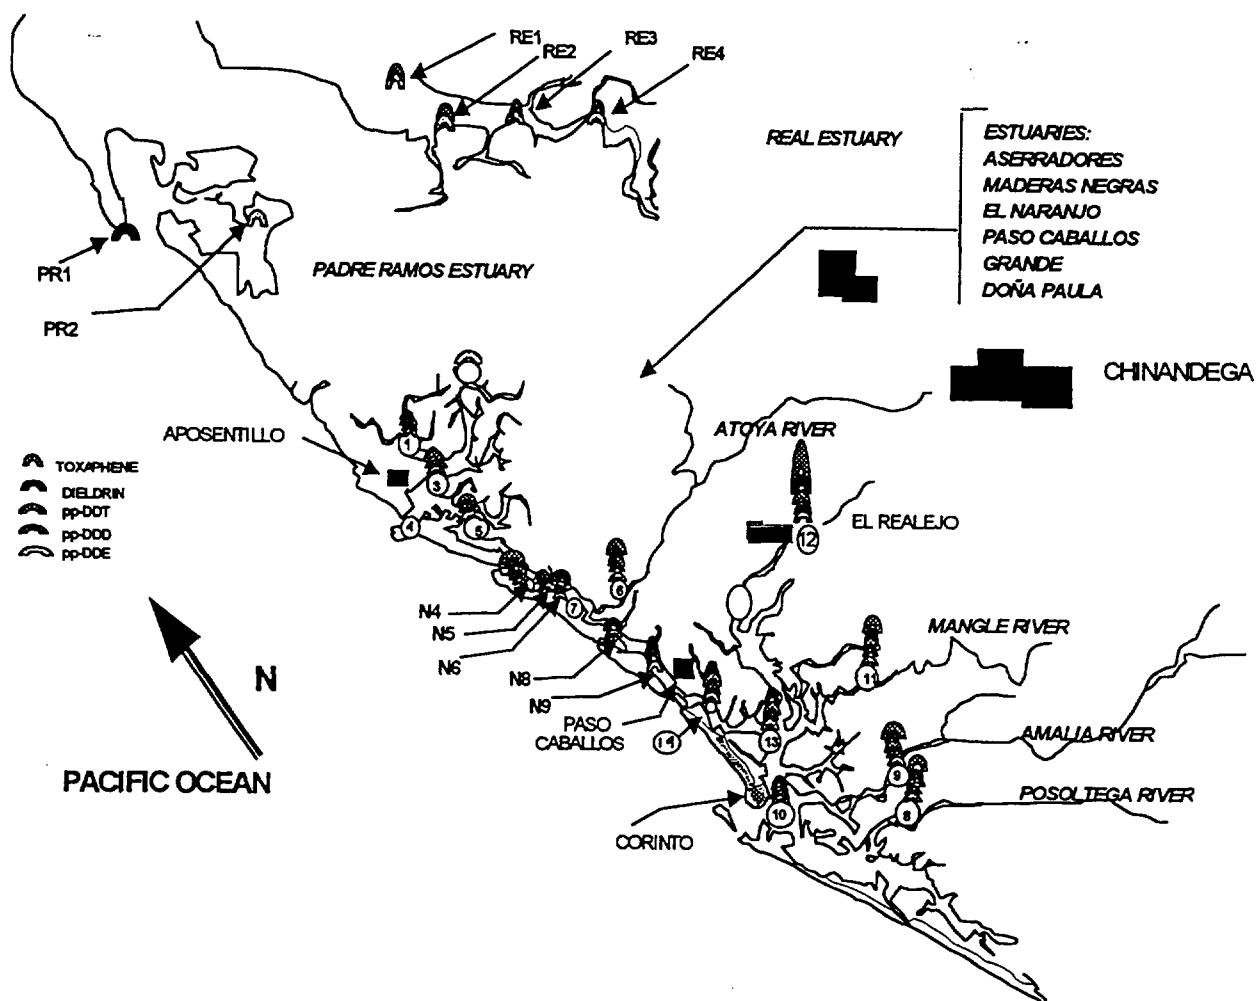 RE1
RE2
RE3
RE4
REAL ESTUARY
ESTUARIES:
ASERRADORES
MADERAS NEGRAS
EL NARANJO
PASO CABALLOS
GRANDE
DOÑA PAULA
PR1
PR2
PADRE RAMOS ESTUARY
CHINANDEGA
APOSENTILLO
ATOYA RIVER
TOXAPHENE
DIELDRIN
pp-DDT
pp-DDD
pp-DDE
1
3
4
5
EL REALEJO
12
6
7
N4
N5
N6
N8
N9
MANGLE RIVER
11
N
PASO
CABALLOS
14
13
AMALIA RIVER
9
PACIFIC OCEAN
POSOLTEGA RIVER
10
8
CORINTO